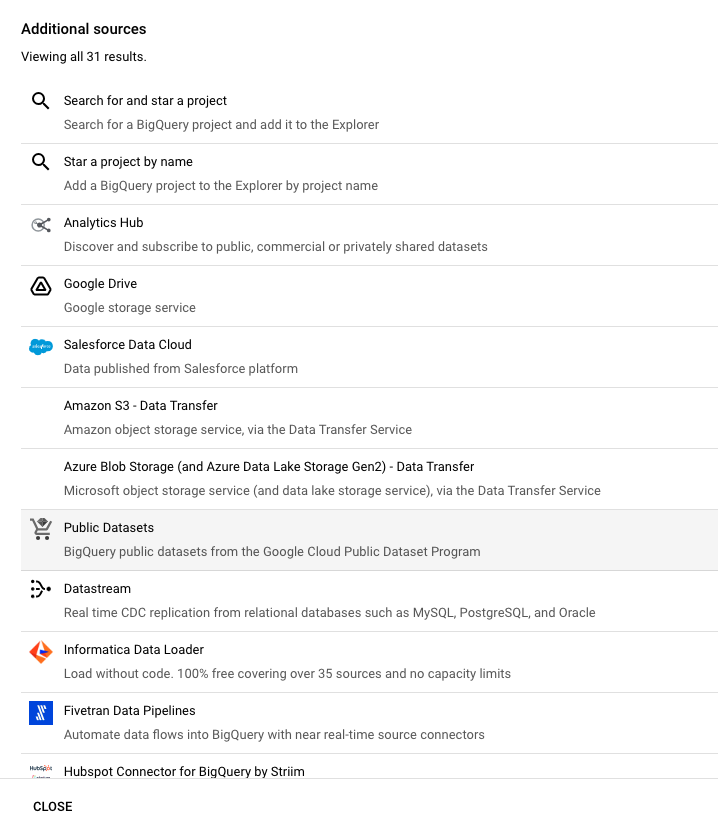 Additional sources
Viewing all 31 results.
Search for and star a project
Search for a BigQuery project and add it to the Explorer
Star a project by name
Add a BigQuery project to the Explorer by project name
Analytics Hub
Discover and subscribe to public, commercial or privately shared datasets
Google Drive
Google storage service
Salesforce Data Cloud
Data published from Salesforce platform
Amazon S3 - Data Transfer
Amazon object storage service, via the Data Transfer Service
Azure Blob Storage (and Azure Data Lake Storage Gen2) - Data Transfer
Microsoft object storage service (and data lake storage service), via the Data Transfer Service
Public Datasets
BigQuery public datasets from the Google Cloud Public Dataset Program
Datastream
Real time CDC replication from relational databases such as MySQL, PostgreSQL, and Oracle
Informatica Data Loader
Load without code. 100% free covering over 35 sources and no capacity limits
Fivetran Data Pipelines
Automate data flows into BigQuery with near real-time source connectors
HubSpot
Hubspot Connector for BigQuery by Striim
CLOSE